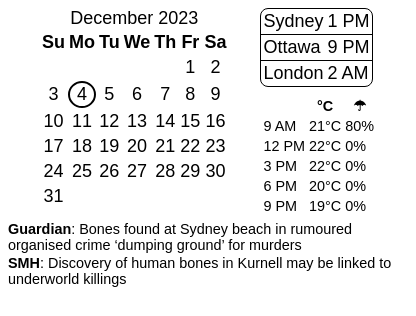 December 2023
Su Mo Tu We Th Fr Sa
1 2
3 4 5 6 7 8 9
10 11 12 13 14 15 16
17 18 19 20 21 22 23
24 25 26 27 28 29 30
31
Sydney 1 PM
Ottawa 9 PM
London 2 AM
°C ☂
9 AM 21°C 80%
12 PM 22°C 0%
3 PM 22°C 0%
6 PM 20°C 0%
9 PM 19°C 0%
Guardian: Bones found at Sydney beach in rumoured
organised crime ‘dumping ground’ for murders
SMH: Discovery of human bones in Kurnell may be linked to
underworld killings